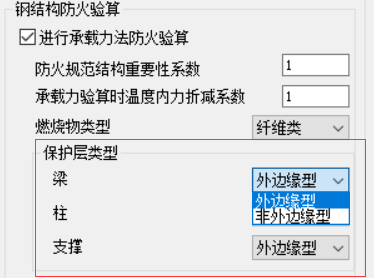 钢结构防火验算
进行承载力法防火验算
防火规范结构重要性系数 1
承载力验算时温度内力折减系数 1
燃烧物类型 纤维类
保护层类型
梁 外边缘型
外边缘型
柱 非外边缘型
支撑 外边缘型